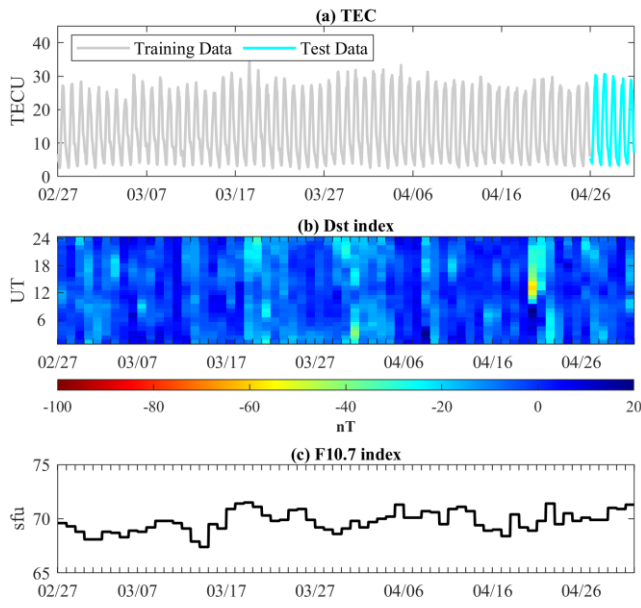 (a) TEC
Training Data
Test Data
TECU
40
30
20
10
0
02/27 03/07 03/17 03/27 04/06 04/16 04/26
(b) Dst index
UT
24
18
12
6
02/27 03/07 03/17 03/27 04/06 04/16 04/26
-100 -80 -60 -40 -20 0 20
nT
(c) F10.7 index
sfu
75
70
65
02/27 03/07 03/17 03/27 04/06 04/16 04/26